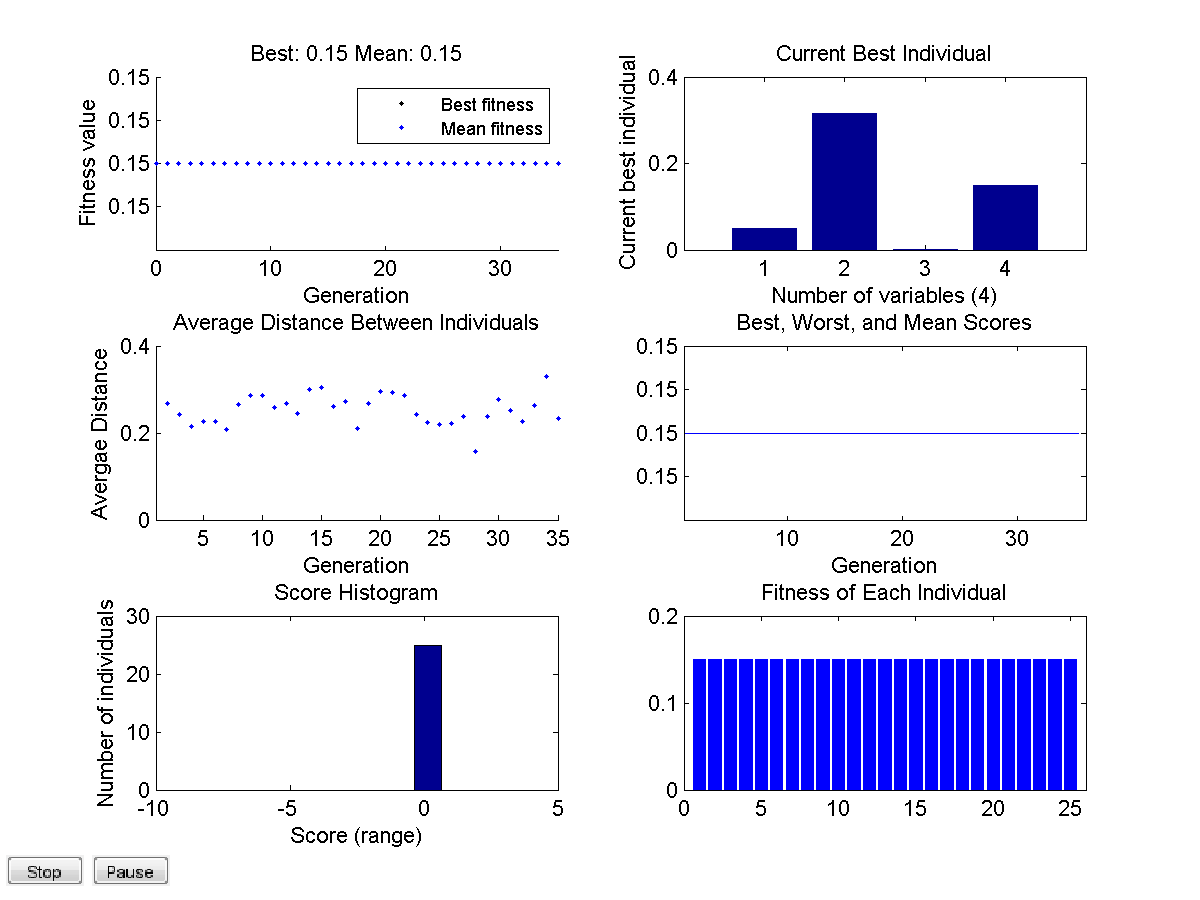 Best: 0.15 Mean: 0.15
0.15
0.15
0.15
0.15
Fitness value
Best fitness
Mean fitness
0 10 20 30
Generation
Current Best Individual
0.4
0.2
0
Current best individual
1 2 3 4
Number of variables (4)
Average Distance Between Individuals
0.4
0.2
0
Avergae Distance
5 10 15 20 25 30 35
Generation
Best, Worst, and Mean Scores
0.15
0.15
0.15
0.15
10 20 30
Generation
Score Histogram
30
20
10
0
Number of individuals
-10 -5 0 5
Score (range)
Fitness of Each Individual
0.2
0.1
0
0 5 10 15 20 25
Stop Pause